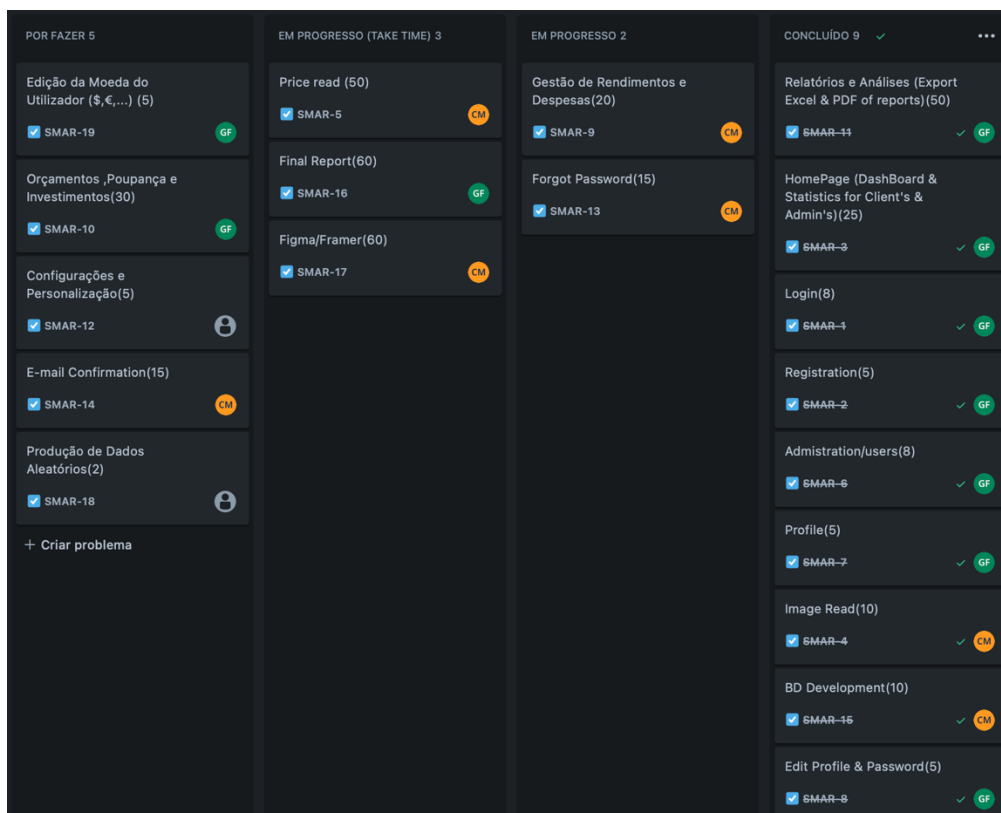 POR FAZER 5
Edição da Moeda do
Utilizador ($,€,...) (5)
SMAR-19
GF
Orçamentos ,Poupança e
Investimentos(30)
SMAR-10
GF
Configurações e
Personalização(5)
SMAR-12
E-mail Confirmation(15)
SMAR-14
CM
Produção de Dados
Aleatórios(2)
SMAR-18
+ Criar problema
EM PROGRESSO (TAKE TIME) 3
Price read (50)
SMAR-5
CM
Final Report(60)
SMAR-16
GF
Figma/Framer(60)
SMAR-17
CM
EM PROGRESSO 2
Gestão de Rendimentos e
Despesas(20)
SMAR-9
CM
Forgot Password(15)
SMAR-13
CM
CONCLUÍDO 9
Relatórios e Análises (Export
Excel & PDF of reports)(50)
SMAR-11
GF
HomePage (DashBoard &
Statistics for Client's &
Admin's)(25)
SMAR-3
GF
Login(8)
SMAR-1
GF
Registration(5)
SMAR-2
GF
Admistration/users(8)
SMAR-6
GF
Profile(5)
SMAR-7
GF
Image Read(10)
SMAR-4
CM
BD Development(10)
SMAR-15
CM
Edit Profile & Password(5)
SMAR-8
GF